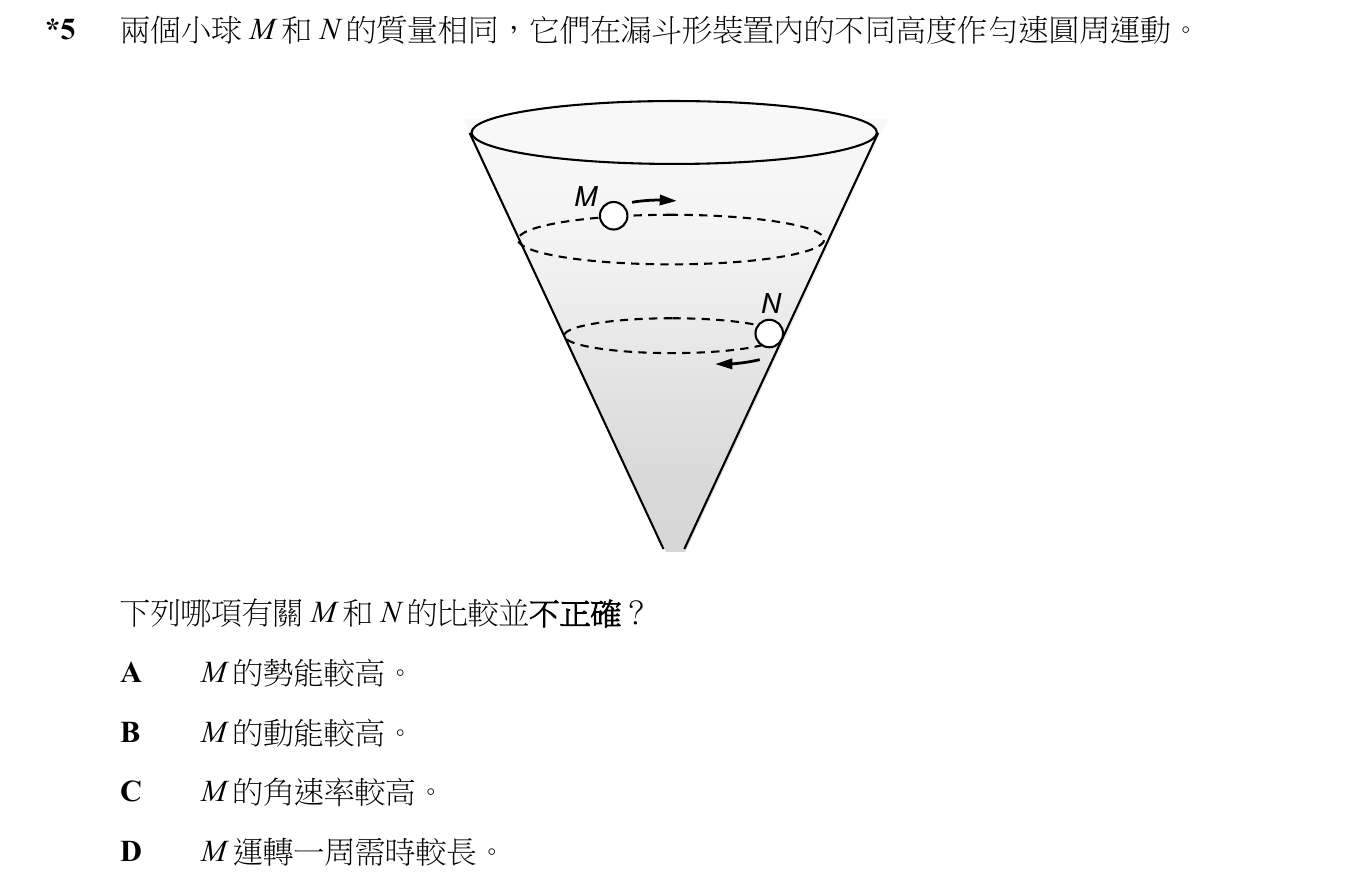 *5 兩個小球 M 和 N 的質量相同，它們在漏斗形裝置內的不同高度作勻速圓周運動。
M
N
下列哪項有關 M 和 N 的比較並不正確？
A M 的勢能較高。
B M 的動能較高。
C M 的角速率較高。
D M 運轉一周需時較長。